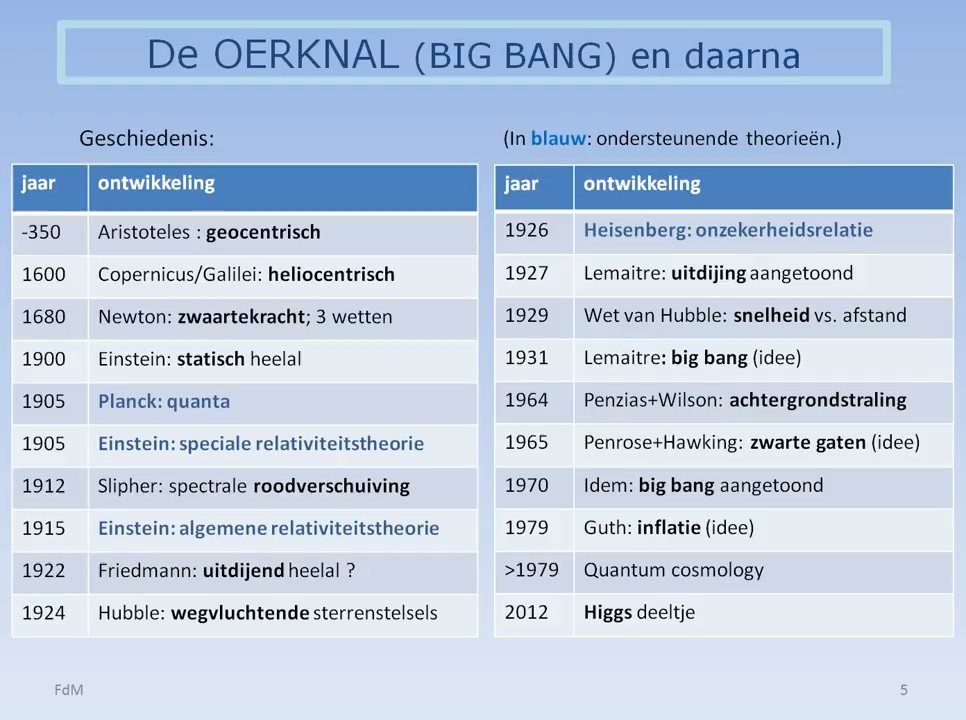 De OERKNAL (BIG BANG) en daarna
Geschiedenis:
jaar ontwikkeling
-350 Aristoteles : geocentrisch
1600 Copernicus/Galilei: heliocentrisch
1680 Newton: zwaartekracht; 3 wetten
1900 Einstein: statisch heelal
1905 Planck: quanta
1905 Einstein: speciale relativiteitstheorie
1912 Slipher: spectrale roodverschuiving
1915 Einstein: algemene relativiteitstheorie
1922 Friedmann: uitdijend heelal ?
1924 Hubble: wegvluchtende sterrenstelsels
(In blauw: ondersteunende theorieën.)
jaar ontwikkeling
1926 Heisenberg: onzekerheidsrelatie
1927 Lemaitre: uitdijing aangetoond
1929 Wet van Hubble: snelheid vs. afstand
1931 Lemaitre: big bang (idee)
1964 Penzias+Wilson: achtergrondstraling
1965 Penrose+Hawking: zwarte gaten (idee)
1970 Idem: big bang aangetoond
1979 Guth: inflatie (idee)
>1979 Quantum cosmology
2012 Higgs deeltje
FdM
5